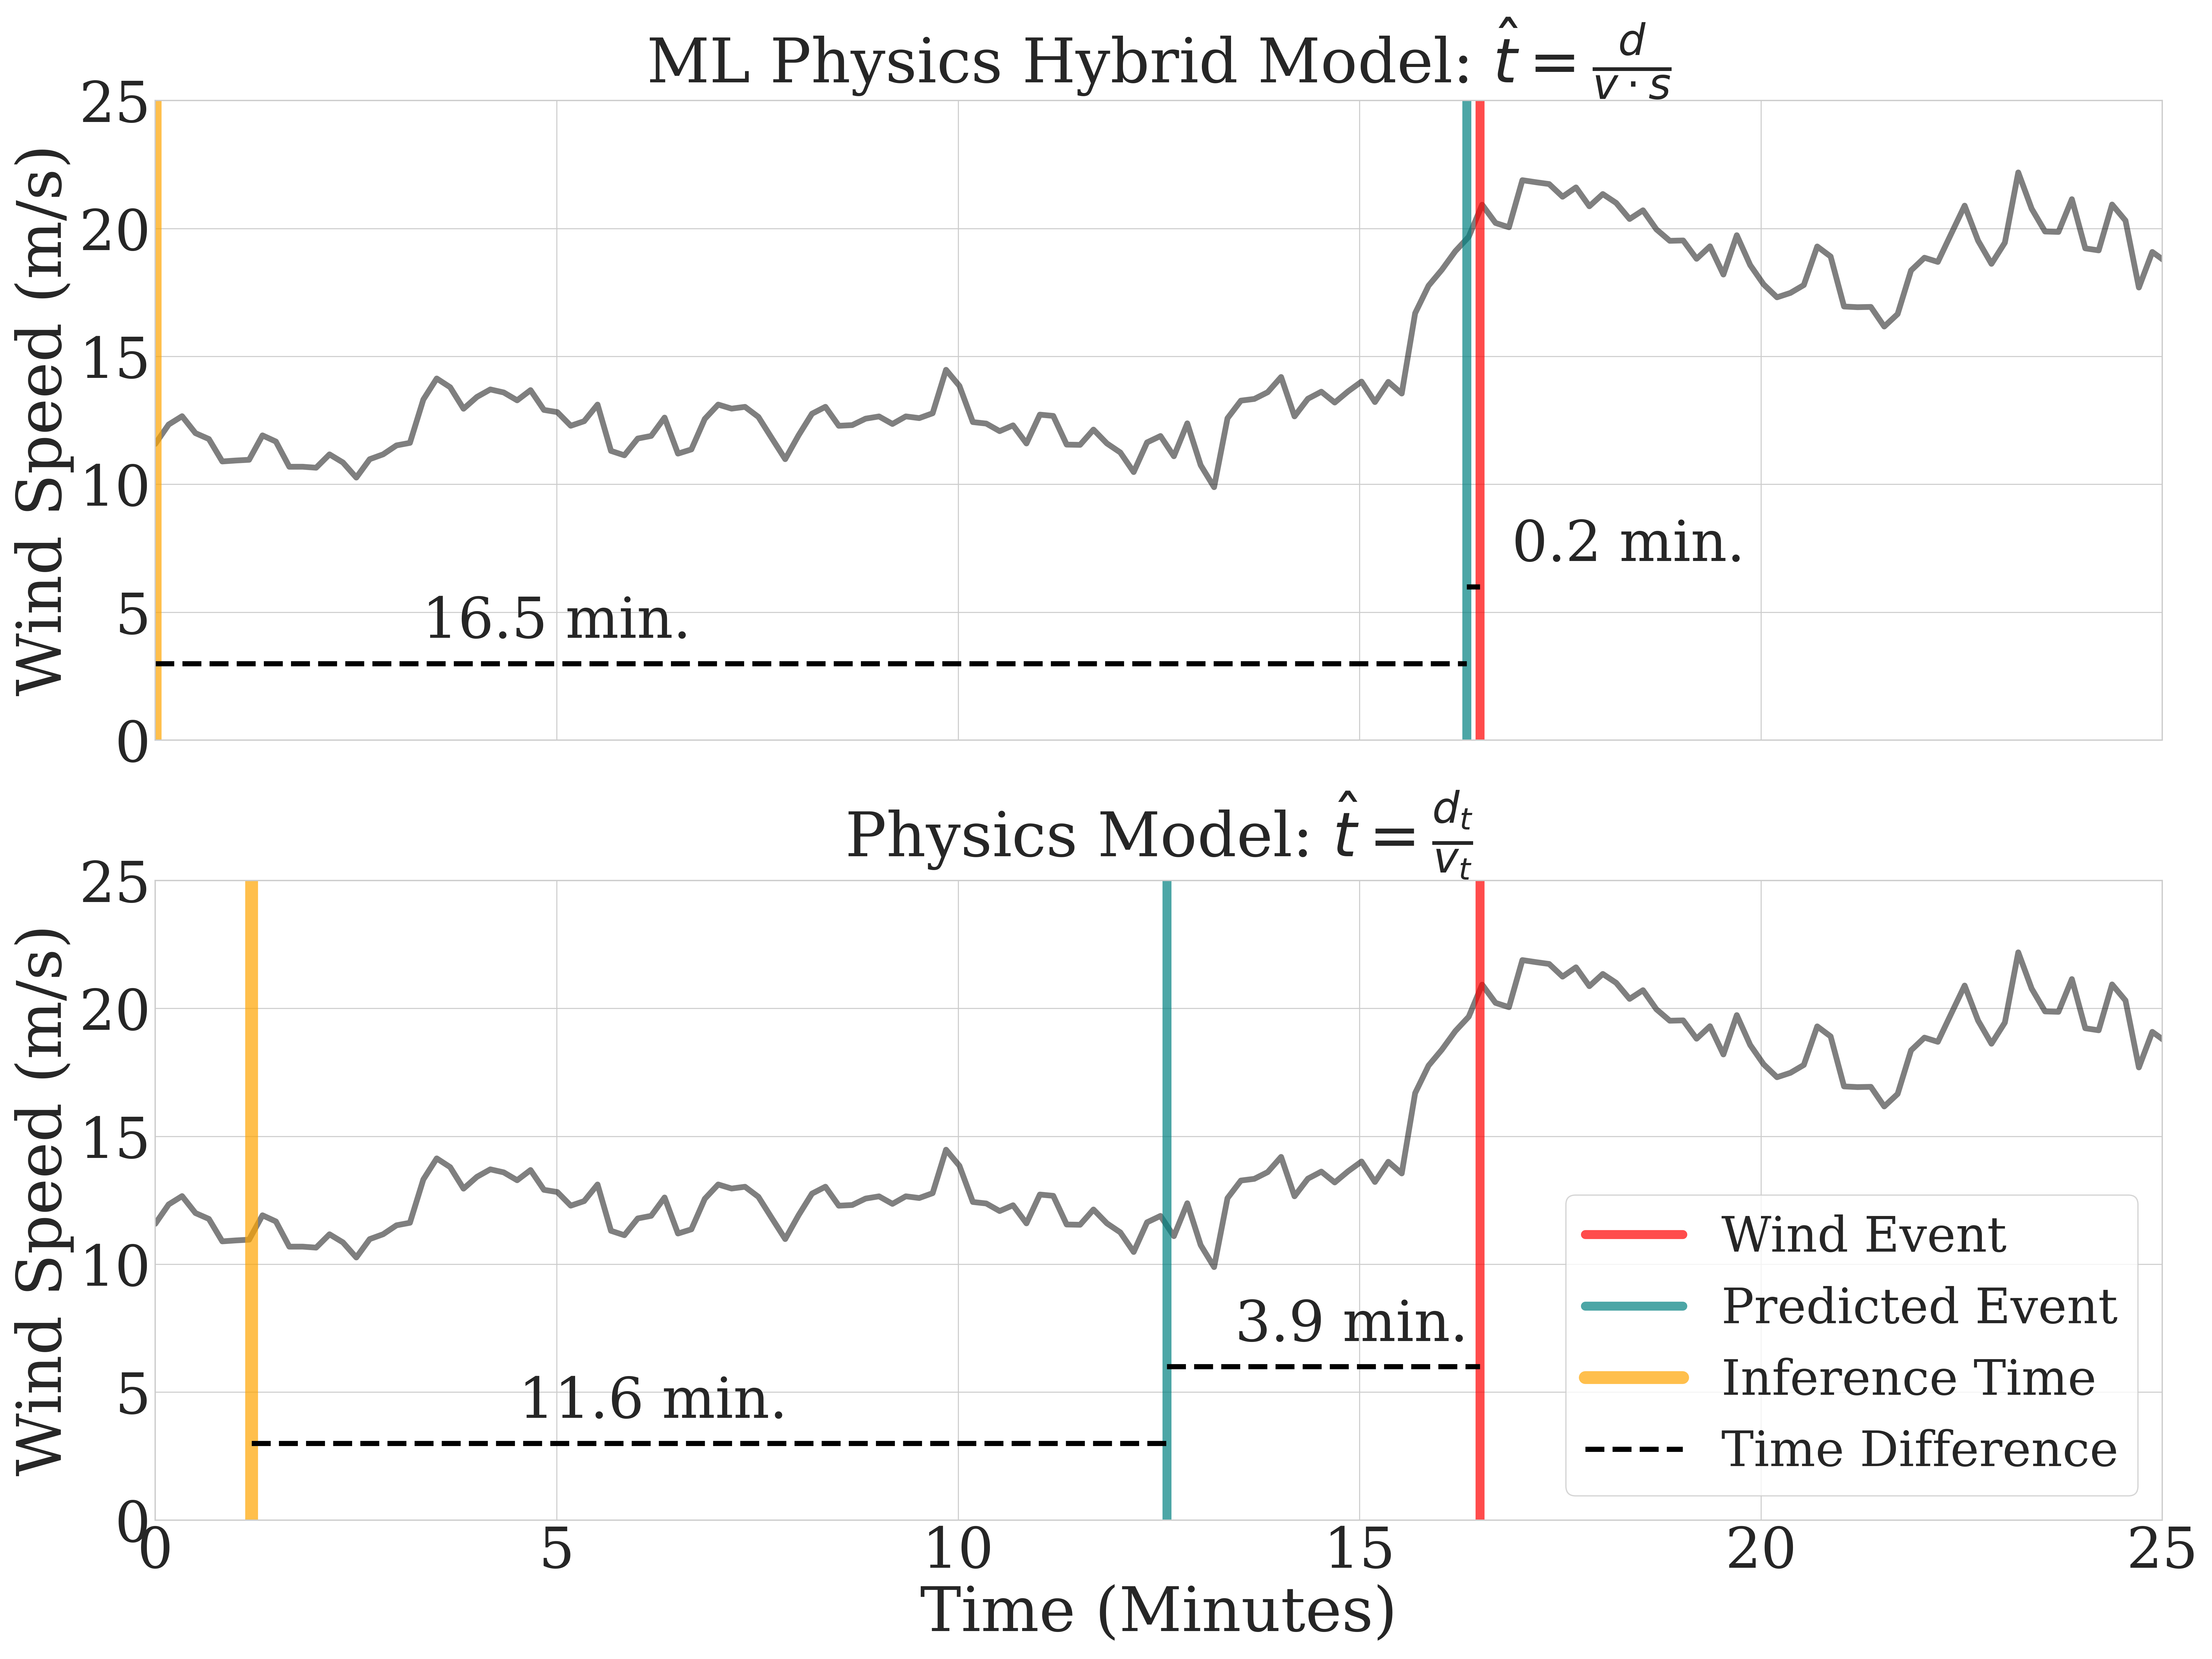 ML Physics Hybrid Model: t̂ = d / (v · s)
25
20
15
10
5
0
Wind Speed (m/s)
16.5 min.
0.2 min.
Physics Model: t̂ = d_t / v_t
25
20
15
10
5
0
Wind Speed (m/s)
11.6 min.
3.9 min.
Wind Event
Predicted Event
Inference Time
Time Difference
0 5 10 15 20 25
Time (Minutes)